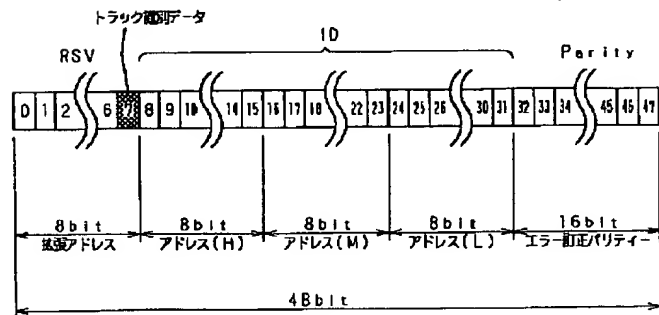 トラック識別データ
RSV
ID
Parity
0 1 2 6 7 8 9 10 14 15 16 17 18 22 23 24 25 26 30 31 32 33 34 45 46 47
8bit 8bit 8bit 8bit 16bit
拡張アドレス アドレス(H) アドレス(M) アドレス(L) エラー訂正パリティー
48bit